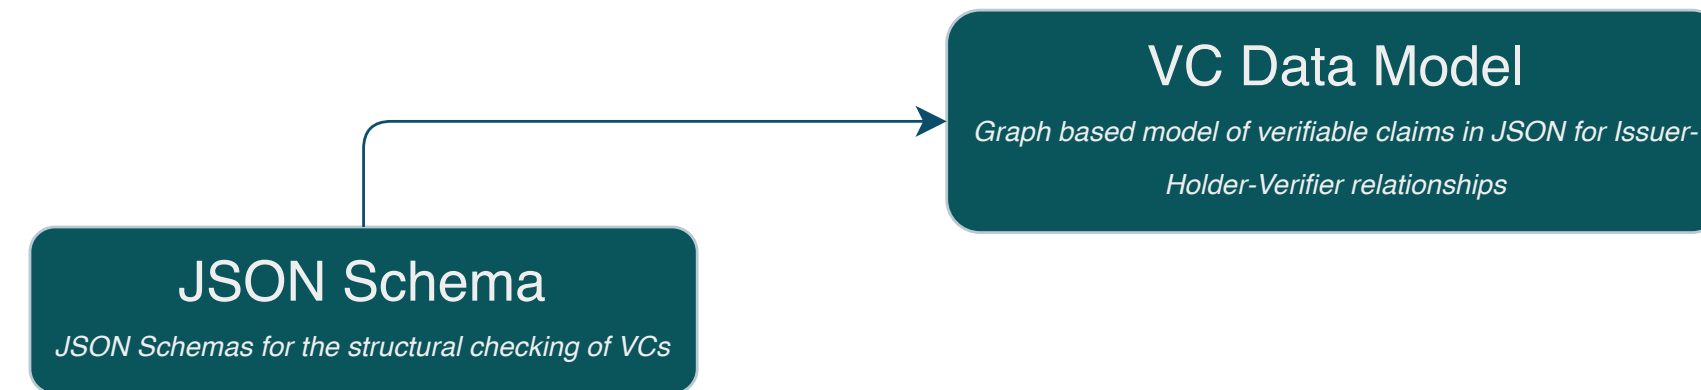 VC Data Model
Graph based model of verifiable claims in JSON for Issuer-
Holder-Verifier relationships
JSON Schema
JSON Schemas for the structural checking of VCs